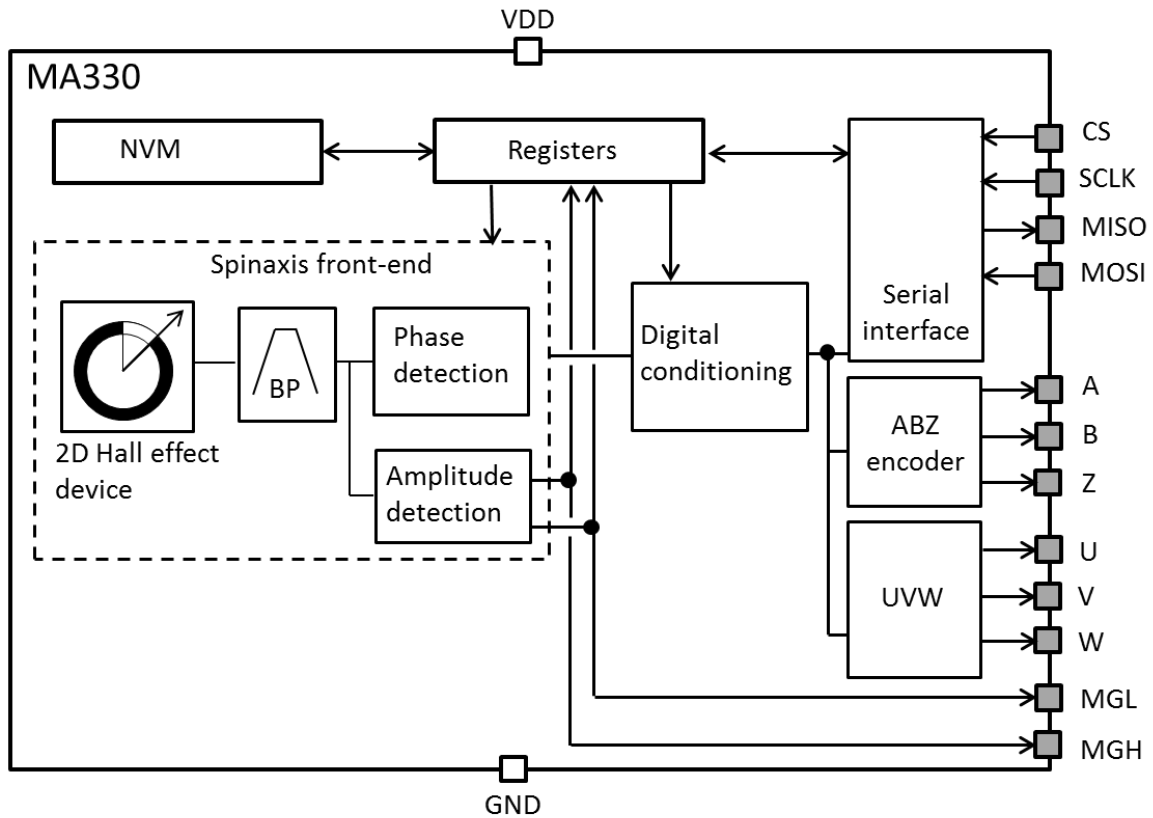 VDD
MA330
NVM
Registers
CS
SCLK
MISO
MOSI
Serial
interface
Spinaxis front-end
BP
Phase
detection
Digital
conditioning
2D Hall effect
device
Amplitude
detection
ABZ
encoder
A
B
Z
UVW
U
V
W
MGL
MGH
GND